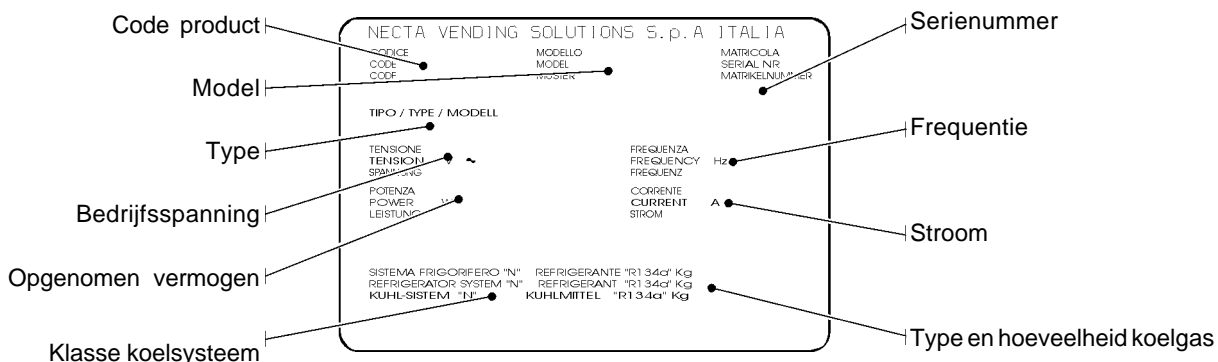 Code product
Model
Type
Bedrijfsspanning
Opgenomen vermogen
Klasse koelsysteem
NECTA VENDING SOLUTIONS S.p.A ITALIA
CODICE MODELLO MATRICOLA
CODE MODEL SERIAL NR
CODE MUSTER MATRIKELNUMMER
TIPO / TYPE / MODELL
TENSIONE FREQUENZA
TENSION V ~ FREQUENCY Hz
SPANNUNG FREQUENZ
POTENZA CORRENTE
POWER W CURRENT A
LEISTUNG STROM
SISTEMA FRIGORIFERO "N" REFRIGERANTE "R134a" Kg
REFRIGERATOR SYSTEM "N" REFRIGERANT "R134a" Kg
KUHL-SISTEM "N" KUHLMITTEL "R134a" Kg
Serienummer
Frequentie
Stroom
Type en hoeveelheid koelgas